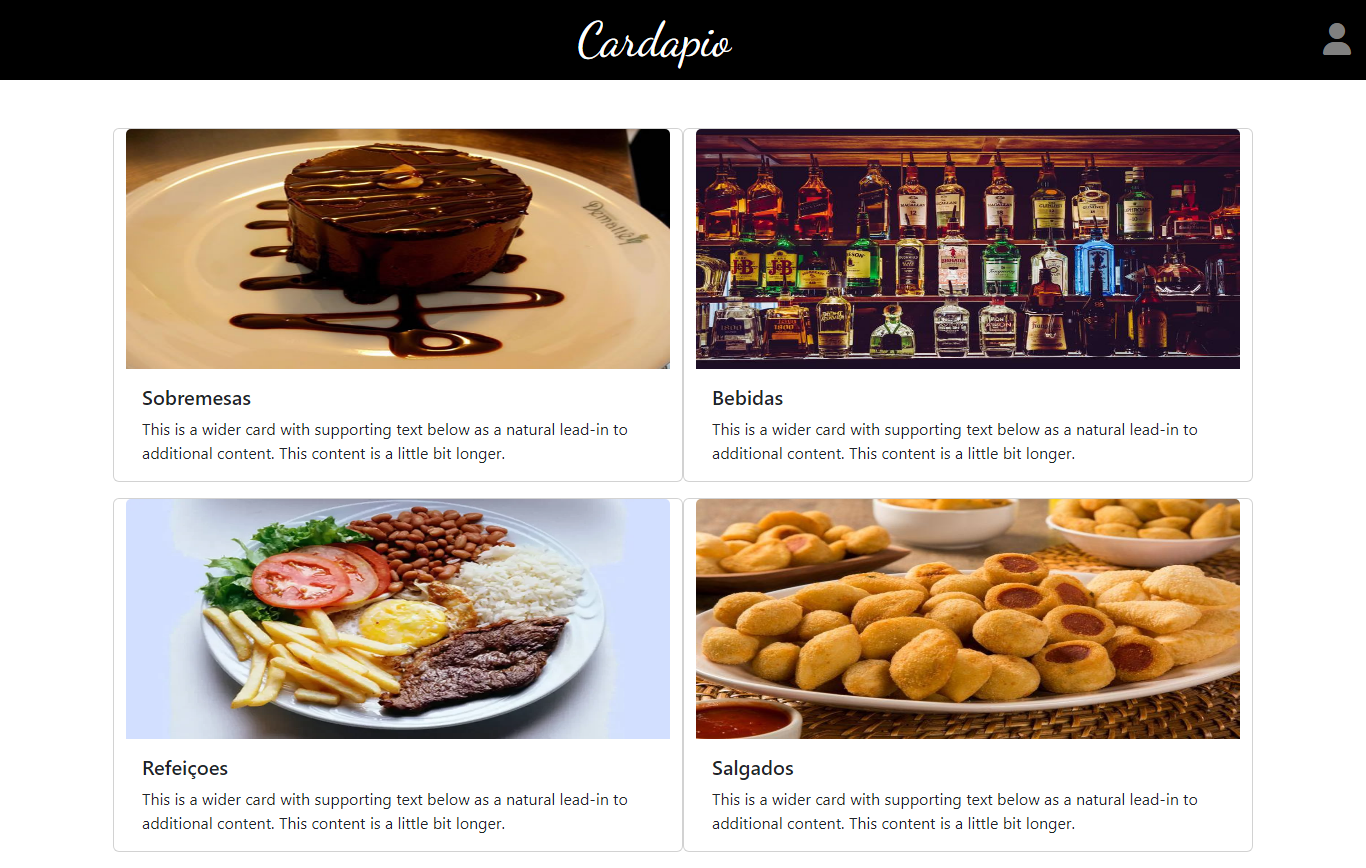 Cardapio
Demottzy
Sobremesas
This is a wider card with supporting text below as a natural lead-in to
additional content. This content is a little bit longer.
Bebidas
This is a wider card with supporting text below as a natural lead-in to
additional content. This content is a little bit longer.
Refeiçoes
This is a wider card with supporting text below as a natural lead-in to
additional content. This content is a little bit longer.
Salgados
This is a wider card with supporting text below as a natural lead-in to
additional content. This content is a little bit longer.